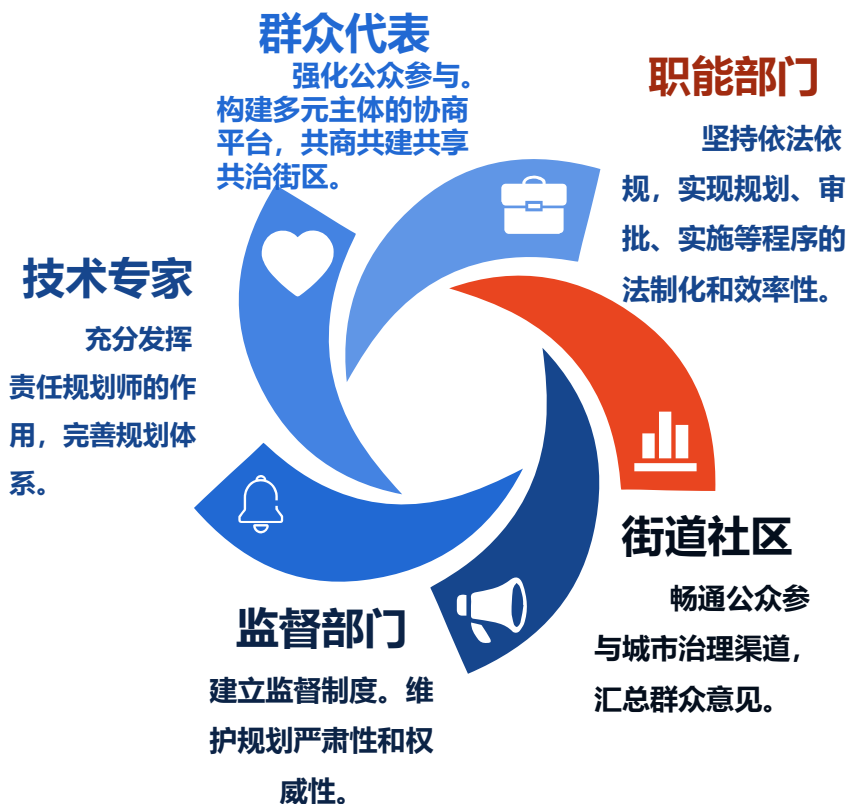 群众代表
强化公众参与。
构建多元主体的协商
平台，共商共建共享
共治街区。
职能部门
坚持依法依
规，实现规划、审
批、实施等程序的
法制化和效率性。
技术专家
充分发挥
责任规划师的作
用，完善规划体
系。
街道社区
畅通公众参
与城市治理渠道，
汇总群众意见。
监督部门
建立监督制度。维
护规划严肃性和权
威性。